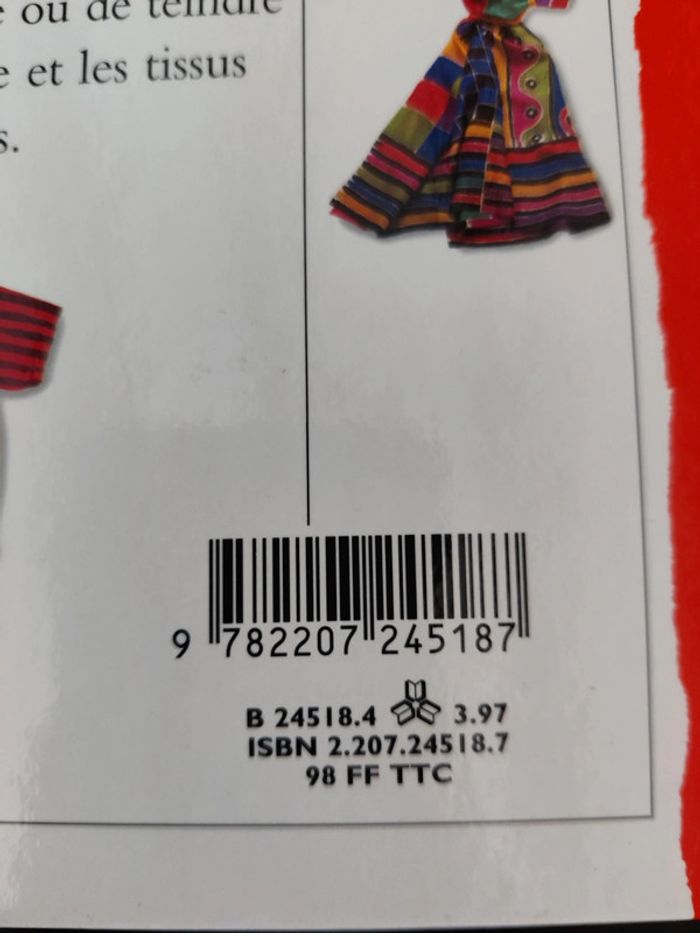 ou de teindre
et les tissus
9 782207 245187
B 24518.4 3.97
ISBN 2.207.24518.7
98 FF TTC